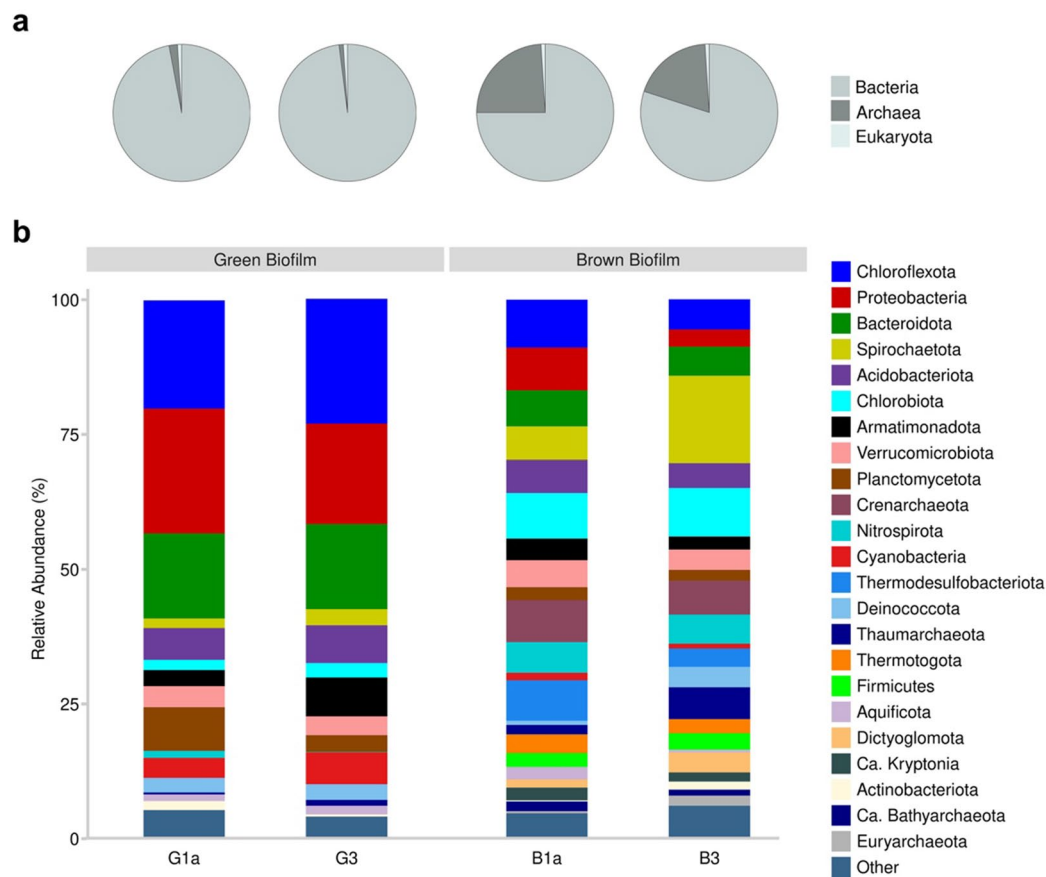 a
Bacteria
Archaea
Eukaryota
b
Green Biofilm
Brown Biofilm
Relative Abundance (%)
100
75
50
25
0
G1a
G3
B1a
B3
Chloroflexota
Proteobacteria
Bacteroidota
Spirochaetota
Acidobacteriota
Chlorobiota
Armatimonadota
Verrucomicrobiota
Planctomycetota
Crenarchaeota
Nitrospirota
Cyanobacteria
Thermodesulfobacteriota
Deinococcota
Thaumarchaeota
Thermotogota
Firmicutes
Aquificota
Dictyoglomota
Ca. Kryptonia
Actinobacteriota
Ca. Bathyarchaeota
Euryarchaeota
Other